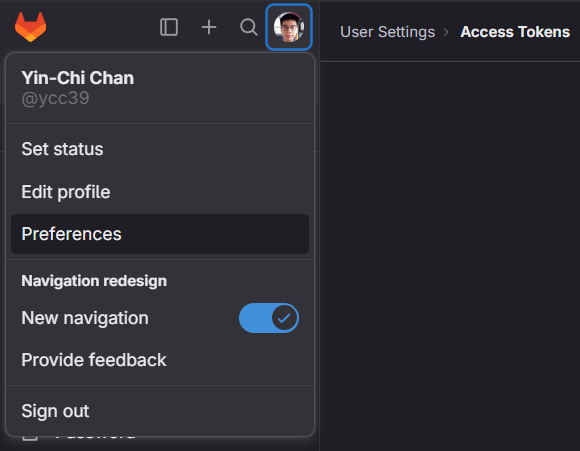 User Settings › Access Tokens
Yin-Chi Chan
@ycc39
Set status
Edit profile
Preferences
Navigation redesign
New navigation
Provide feedback
Sign out
Password